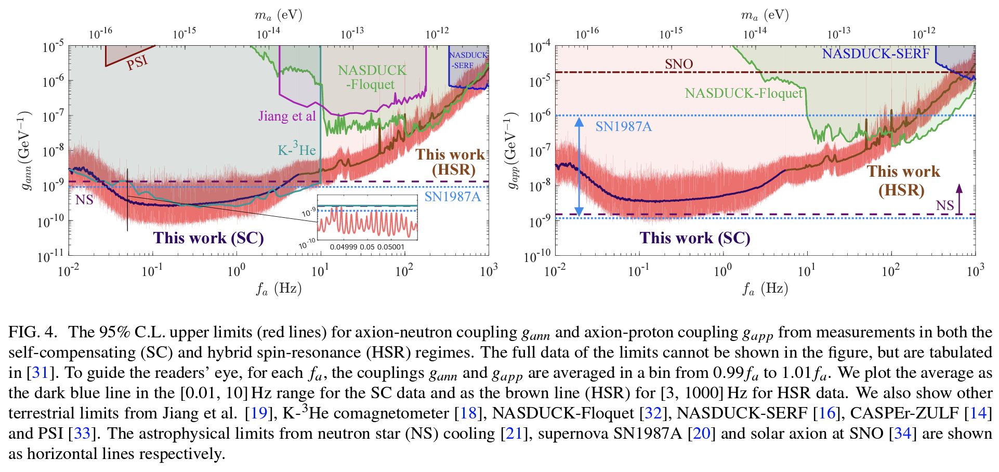 m_a (eV)
10^-16 10^-15 10^-14 10^-13 10^-12
10^-5
10^-6
10^-7
10^-8
10^-9
10^-10
10^-11
g_ann (GeV^-1)
PSI
NASDUCK
-Floquet
NASDUCK
-SERF
Jiang et al
K-^3He
This work
(HSR)
NS
SN1987A
10^-9
10^-10
0.04999 0.05 0.05001
This work (SC)
10^-2 10^-1 10^0 10^1 10^2 10^3
f_a (Hz)
m_a (eV)
10^-16 10^-15 10^-14 10^-13 10^-12
10^-4
10^-5
10^-6
10^-7
10^-8
10^-9
10^-10
g_app (GeV^-1)
NASDUCK-SERF
SNO
NASDUCK-Floquet
SN1987A
This work
(HSR)
NS
This work (SC)
10^-2 10^-1 10^0 10^1 10^2 10^3
f_a (Hz)
FIG. 4. The 95% C.L. upper limits (red lines) for axion-neutron coupling g_ann and axion-proton coupling g_app from measurements in both the
self-compensating (SC) and hybrid spin-resonance (HSR) regimes. The full data of the limits cannot be shown in the figure, but are tabulated
in [31]. To guide the readers' eye, for each f_a, the couplings g_ann and g_app are averaged in a bin from 0.99f_a to 1.01f_a. We plot the average as
the dark blue line in the [0.01, 10] Hz range for the SC data and as the brown line (HSR) for [3, 1000] Hz for HSR data. We also show other
terrestrial limits from Jiang et al. [19], K-^3He comagnetometer [18], NASDUCK-Floquet [32], NASDUCK-SERF [16], CASPEr-ZULF [14]
and PSI [33]. The astrophysical limits from neutron star (NS) cooling [21], supernova SN1987A [20] and solar axion at SNO [34] are shown
as horizontal lines respectively.